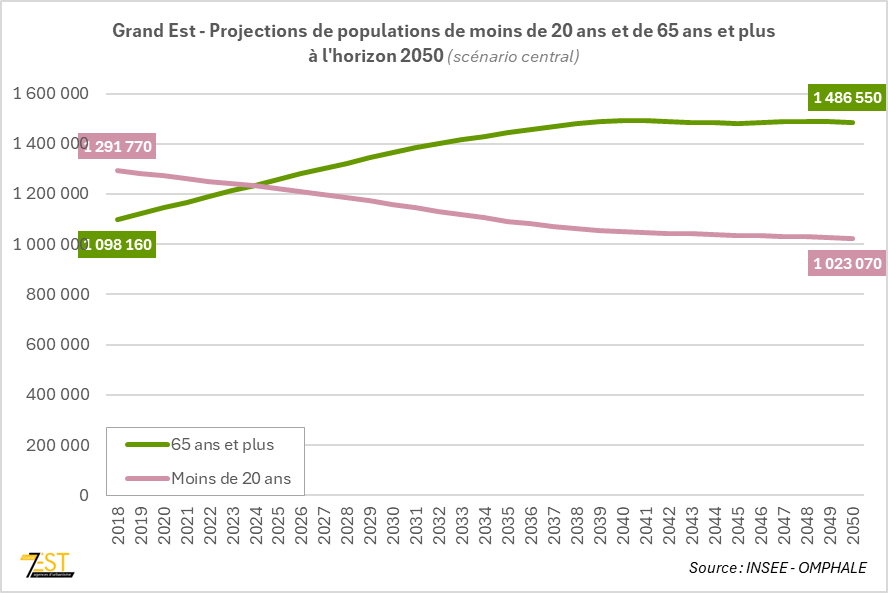 Grand Est - Projections de populations de moins de 20 ans et de 65 ans et plus
à l'horizon 2050 (scénario central)
1 600 000
1 486 550
1 400 000
1 291 770
1 200 000
1 098 160
1 000 000
1 023 070
800 000
600 000
400 000
200 000
0
65 ans et plus
Moins de 20 ans
2018 2019 2020 2021 2022 2023 2024 2025 2026 2027 2028 2029 2030 2031 2032 2033 2034 2035 2036 2037 2038 2039 2040 2041 2042 2043 2044 2045 2046 2047 2048 2049 2050
7EST
agences d'urbanisme
Source : INSEE - OMPHALE